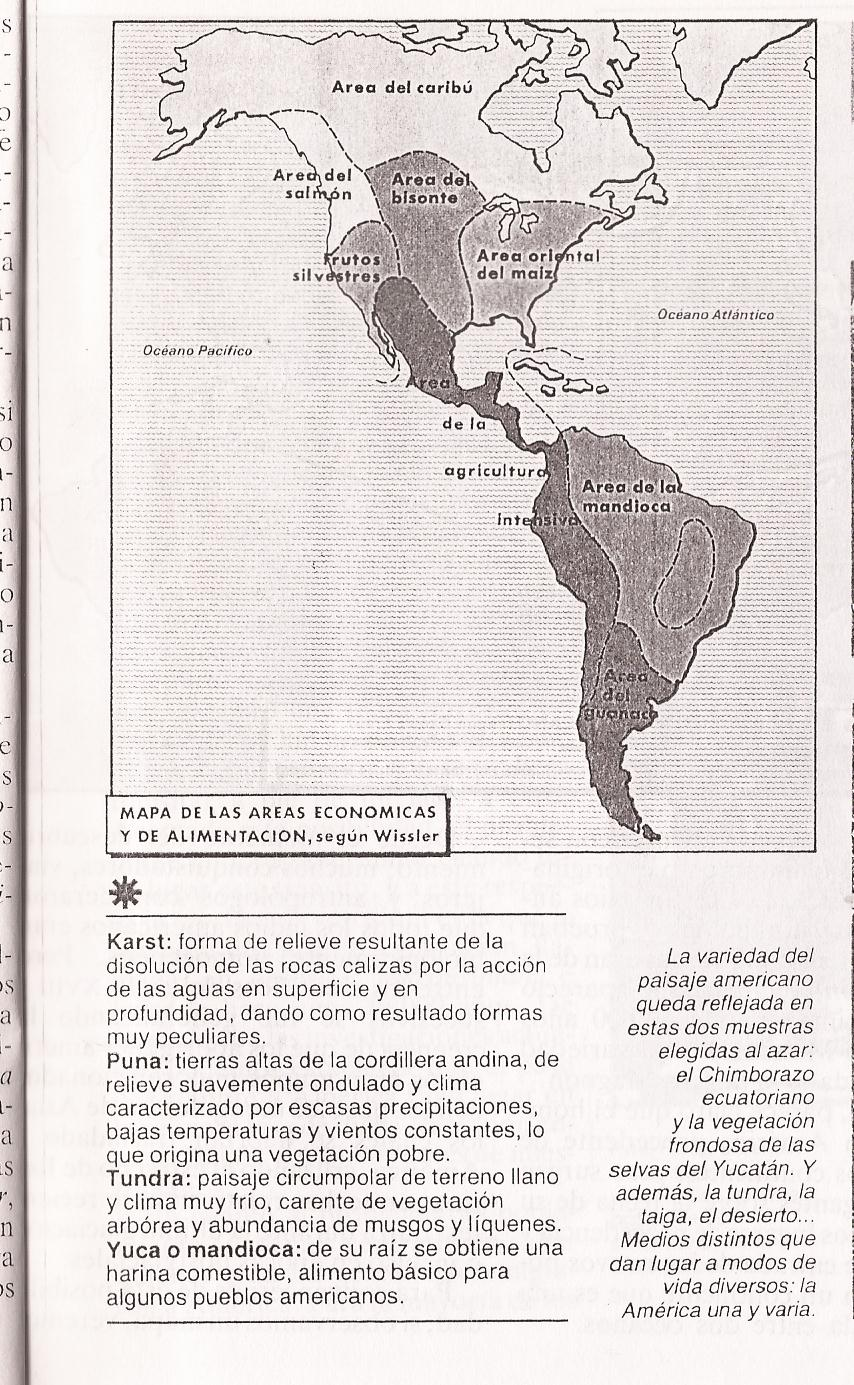 Area del caribú
Area del
salmón
Area del
bisonte
Frutos
silvestres
Area oriental
del maiz
Océano Atlántico
Océano Pacífico
Area
de la
agricultura
intensiva
Area de la
mandioca
Area
del
guanaco
MAPA DE LAS AREAS ECONOMICAS
Y DE ALIMENTACION, según Wissler
Karst: forma de relieve resultante de la
disolución de las rocas calizas por la acción
de las aguas en superficie y en
profundidad, dando como resultado formas
muy peculiares.
Puna: tierras altas de la cordillera andina, de
relieve suavemente ondulado y clima
caracterizado por escasas precipitaciones,
bajas temperaturas y vientos constantes, lo
que origina una vegetación pobre.
Tundra: paisaje circumpolar de terreno llano
y clima muy frío, carente de vegetación
arbórea y abundancia de musgos y líquenes.
Yuca o mandioca: de su raíz se obtiene una
harina comestible, alimento básico para
algunos pueblos americanos.
La variedad del
paisaje americano
queda reflejada en
estas dos muestras
elegidas al azar:
el Chimborazo
ecuatoriano
y la vegetación
frondosa de las
selvas del Yucatán. Y
además, la tundra, la
taiga, el desierto...
Medios distintos que
dan lugar a modos de
vida diversos: la
América una y varia.